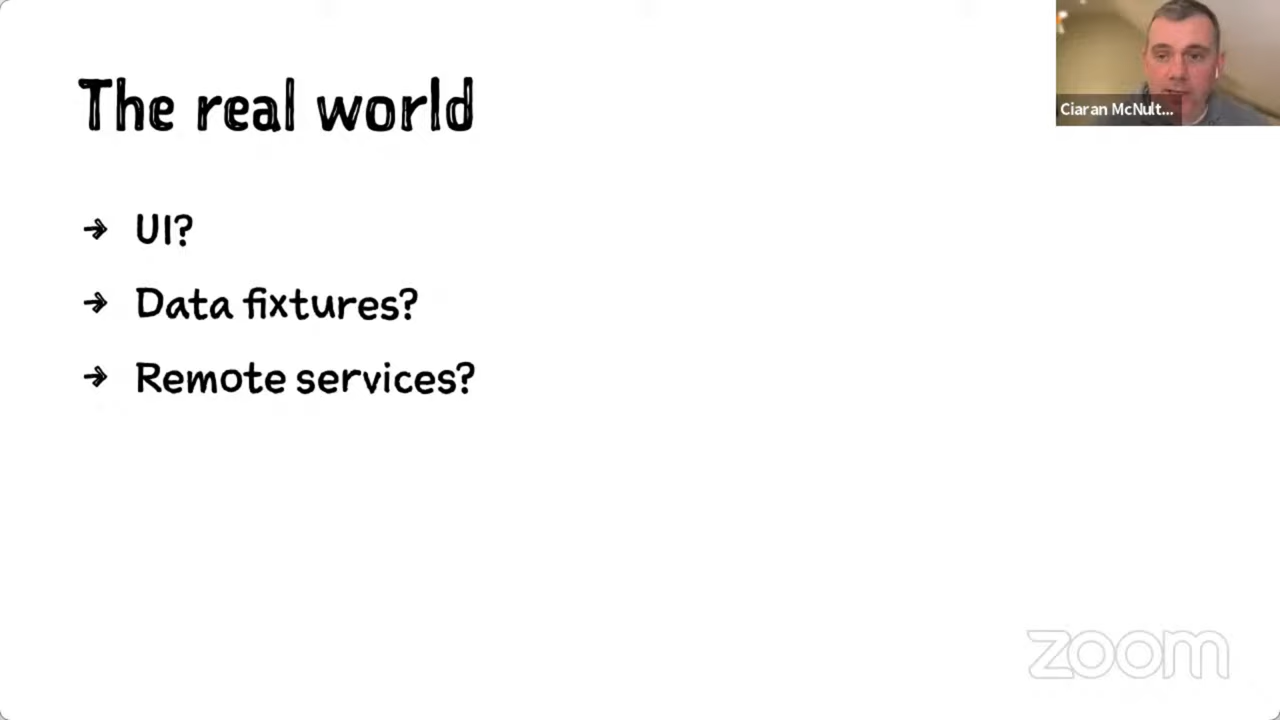 The real world
Ciaran McNult...
→ UI?
→ Data fixtures?
→ Remote services?
zoom